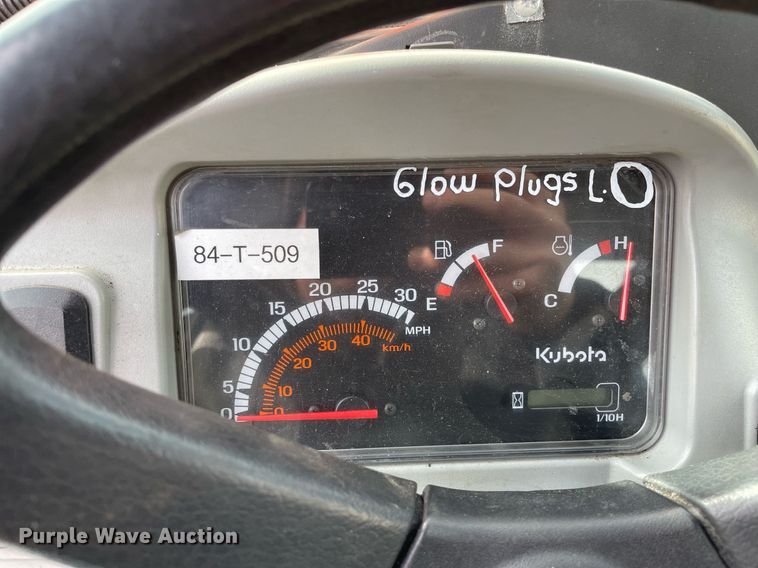 Glow Plugs L.O
84-T-509
F
E
H
C
0 5 10 15 20 25 30
MPH
0 10 20 30 40
km/h
Kubota
1/10H
Purple Wave Auction